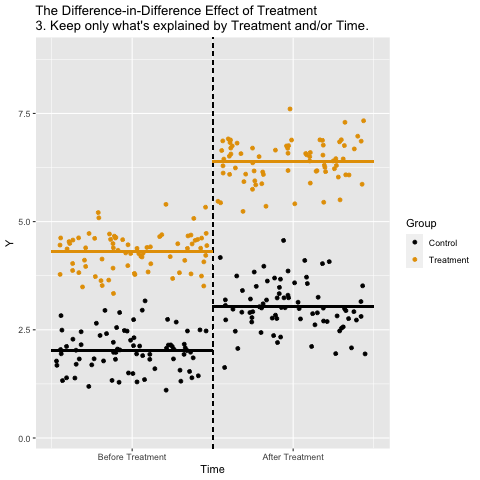 The Difference-in-Difference Effect of Treatment
3. Keep only what's explained by Treatment and/or Time.
7.5
5.0
2.5
0.0
Y
Before Treatment
After Treatment
Time
Group
Control
Treatment